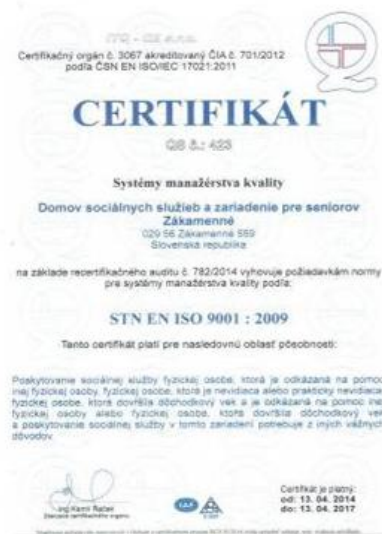 Certifikačný orgán č. 3067 akreditovaný ČIA č. 701/2012
podľa ČSN EN ISO/IEC 17021:2011
CERTIFIKÁT
QS č.: 423
Systémy manažérstva kvality
Domov sociálnych služieb a zariadenie pre seniorov
Zákamenné
029 56 Zákamenné 559
Slovenská republika
na základe recertifikačného auditu č. 782/2014 vyhovuje požiadavkám normy
pre systémy manažérstva kvality podľa:
STN EN ISO 9001 : 2009
Tento certifikát platí pre nasledovnú oblasť pôsobnosti:
Poskytovanie sociálnej služby fyzickej osobe, ktorá je odkázaná na pomoc
inej fyzickej osoby, fyzickej osobe, ktorá je nevidiaca alebo prakticky nevidiaca,
fyzickej osobe, ktorá dovŕšila dôchodkový vek a je odkázaná na pomoc inej
fyzickej osoby alebo fyzickej osobe, ktorá dovŕšila dôchodkový vek
a poskytovanie sociálnej služby v tomto zariadení potrebuje z iných vážnych
dôvodov.
Certifikát je platný:
od: 13. 04. 2014
do: 13. 04. 2017
Ing. Kamil
IAF